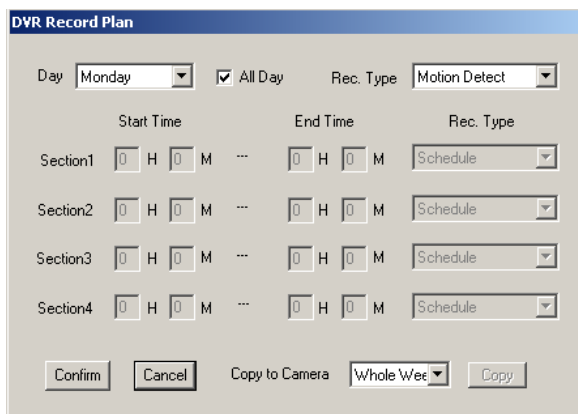 DVR Record Plan
Day Monday All Day Rec. Type Motion Detect
Start Time End Time Rec. Type
Section1 0 H 0 M --- 0 H 0 M Schedule
Section2 0 H 0 M --- 0 H 0 M Schedule
Section3 0 H 0 M --- 0 H 0 M Schedule
Section4 0 H 0 M --- 0 H 0 M Schedule
Confirm Cancel Copy to Camera Whole Wee Copy